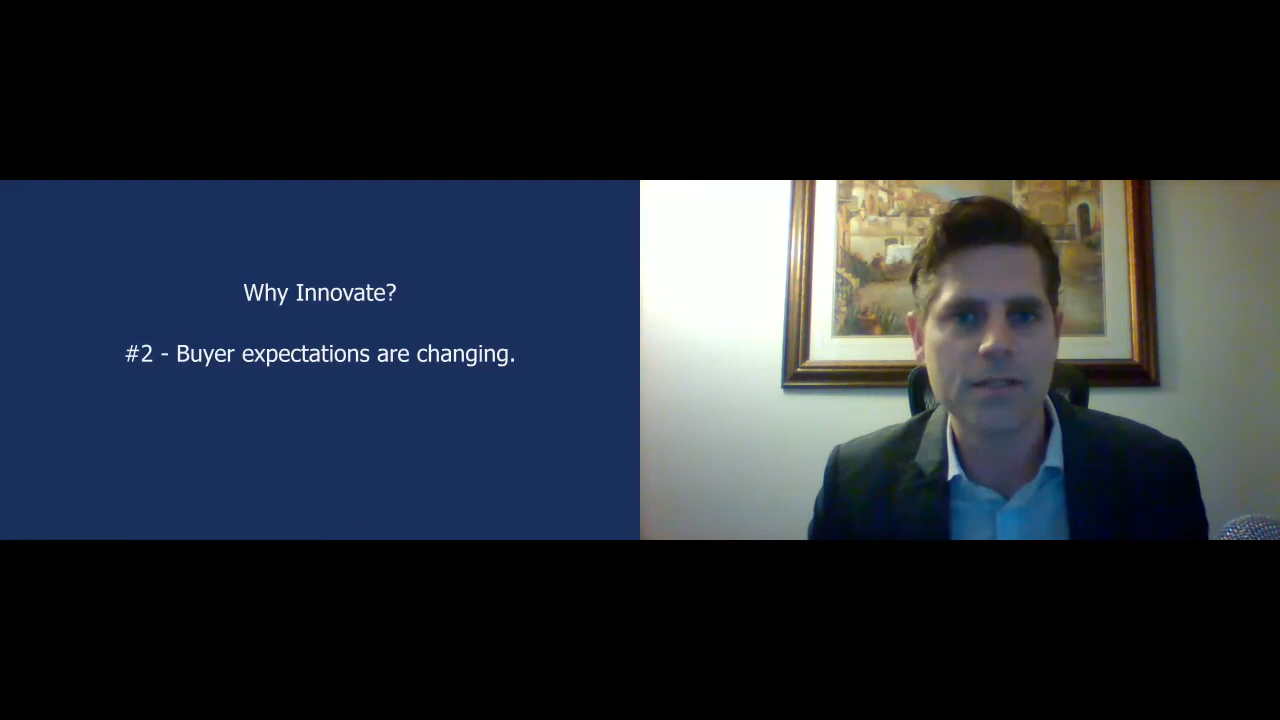 Why Innovate?
#2 - Buyer expectations are changing.